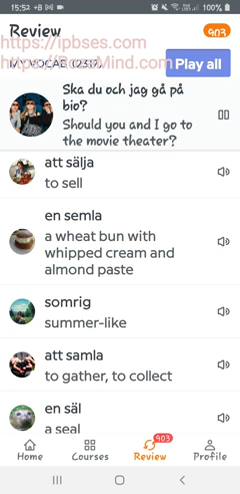 15:52 +8 M 100%
Review 903
https://ipbses.com
MY VOCAB (2319) Play all
Ska du och jag gå på
bio?
Should you and I go to
the movie theater?
att sälja
to sell
en semla
a wheat bun with
whipped cream and
almond paste
somrig
summer-like
att samla
to gather, to collect
en säl
a seal
903
Home Courses Review Profile